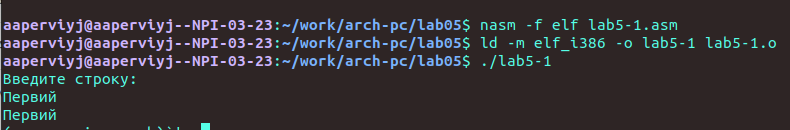 aaperviyj@aaperviyj--NPI-03-23:~/work/arch-pc/lab05$ nasm -f elf lab5-1.asm
aaperviyj@aaperviyj--NPI-03-23:~/work/arch-pc/lab05$ ld -m elf_i386 -o lab5-1 lab5-1.o
aaperviyj@aaperviyj--NPI-03-23:~/work/arch-pc/lab05$ ./lab5-1
Введите строку:
Первий
Первий